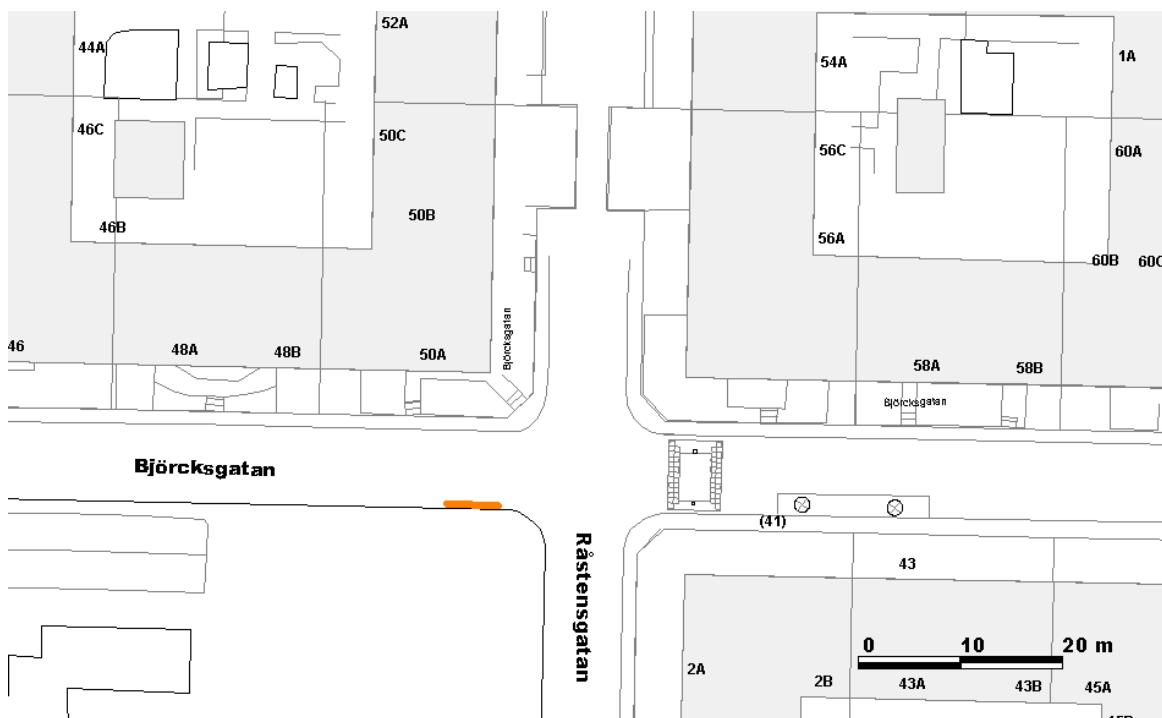 52A
44A
54A
1A
46C
50C
56C
60A
50B
46B
56A
60B
60C
Björcksgatan
46
48A
48B
50A
58A
58B
Björcksgatan
Björcksgatan
(41)
Råstensgatan
43
0 10 20 m
2A
2B
43A
43B
45A